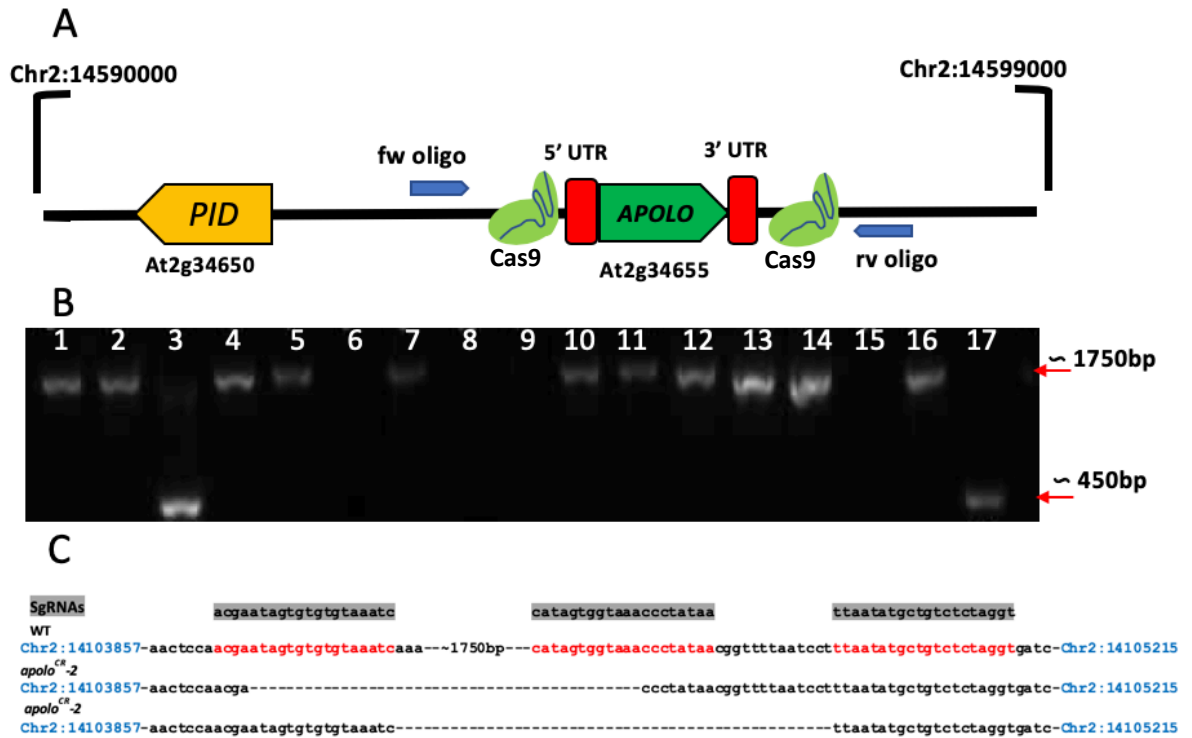 A
Chr2:14590000
Chr2:14599000
fw oligo
5' UTR
3' UTR
PID
APOLO
Cas9
Cas9
At2g34650
At2g34655
rv oligo
B
1 2 3 4 5 6 7 8 9 10 11 12 13 14 15 16 17
∽ 1750bp
∽ 450bp
C
SgRNAs acgaatagtgtgtgtaaatc catagtggtaaaccctataa ttaatatgctgtctctaggt
WT
Chr2:14103857-aactccaacgaatagtgtgtgtaaatcaaa---~1750bp---catagtggtaaaccctataacggttttaatccttttaatatgctgtctctaggtgatc-Chr2:14105215
apolo^CR-2
Chr2:14103857-aactccaacga---------------------------------------------ccctataacggttttaatcctttaatatgctgtctctaggtgatc-Chr2:14105215
apolo^CR-2
Chr2:14103857-aactccaacgaatagtgtgtgtaaatc--------------------------------------------------ttaatatgctgtctctaggtgatc-Chr2:14105215